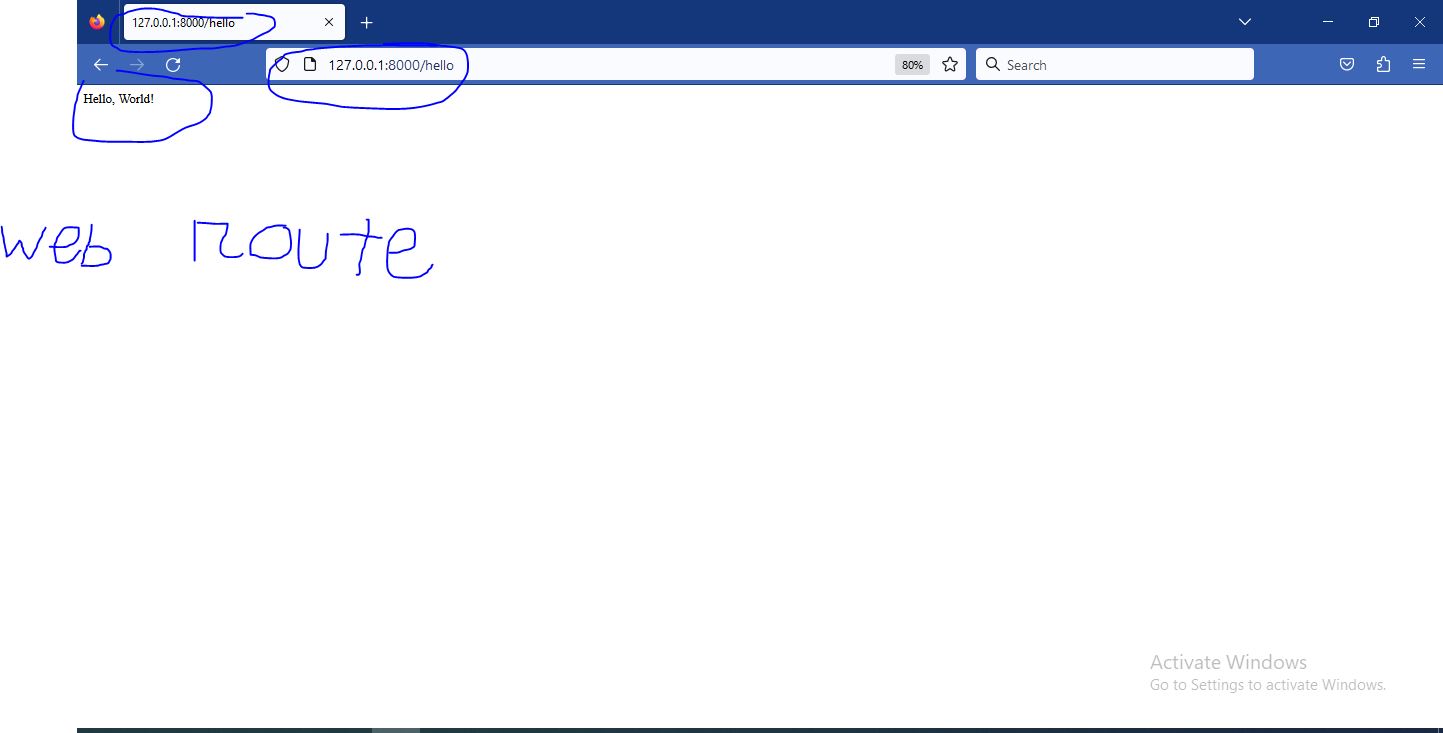 127.0.0.1:8000/hello
127.0.0.1:8000/hello 80% Search
Hello, World!
web route
Activate Windows
Go to Settings to activate Windows.